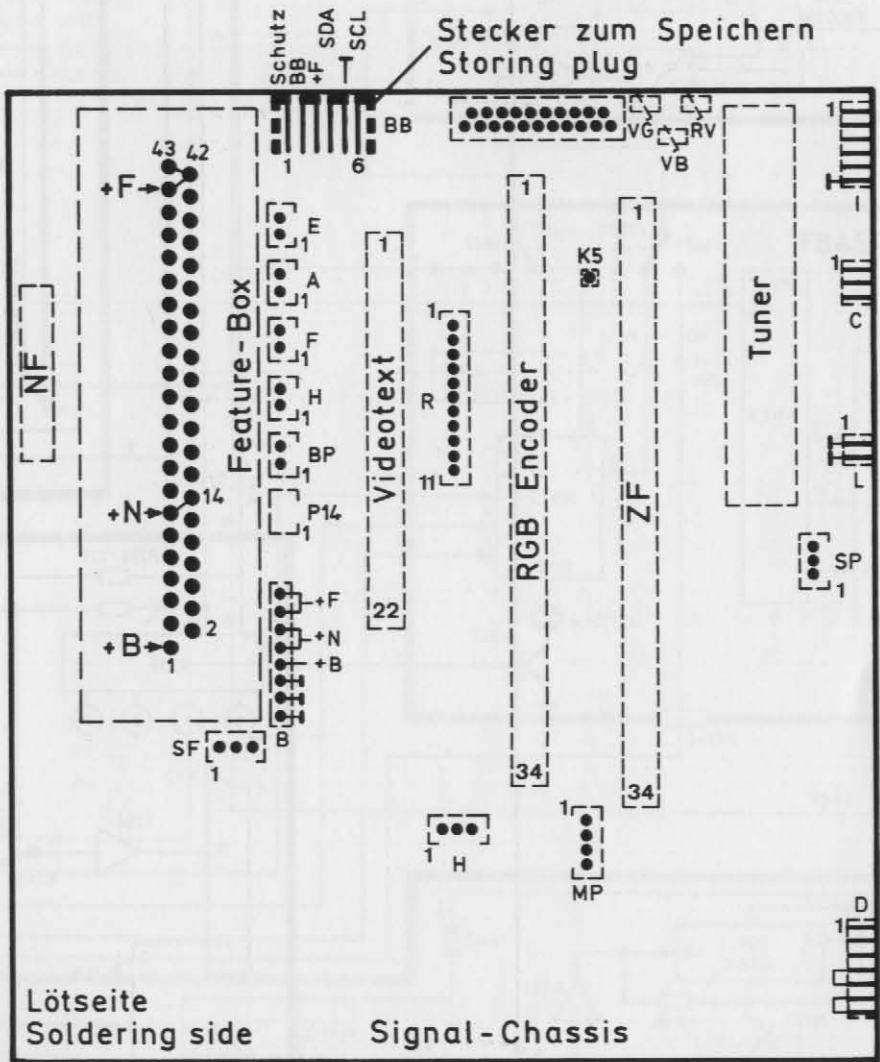 Schutz
BB
+F
SDA
SCL
Stecker zum Speichern
Storing plug
BB
1
6
VG
RV
VB
1
I
43
42
+F
E
1
A
1
F
1
H
1
BP
1
P14
1
NF
Feature-Box
1
Videotext
22
1
R
11
1
RGB Encoder
34
K5
1
ZF
34
Tuner
1
C
1
L
SP
1
+N
14
+B
1
2
+F
+N
+B
B
SF
1
1
H
1
MP
D
1
Lötseite
Soldering side
Signal-Chassis